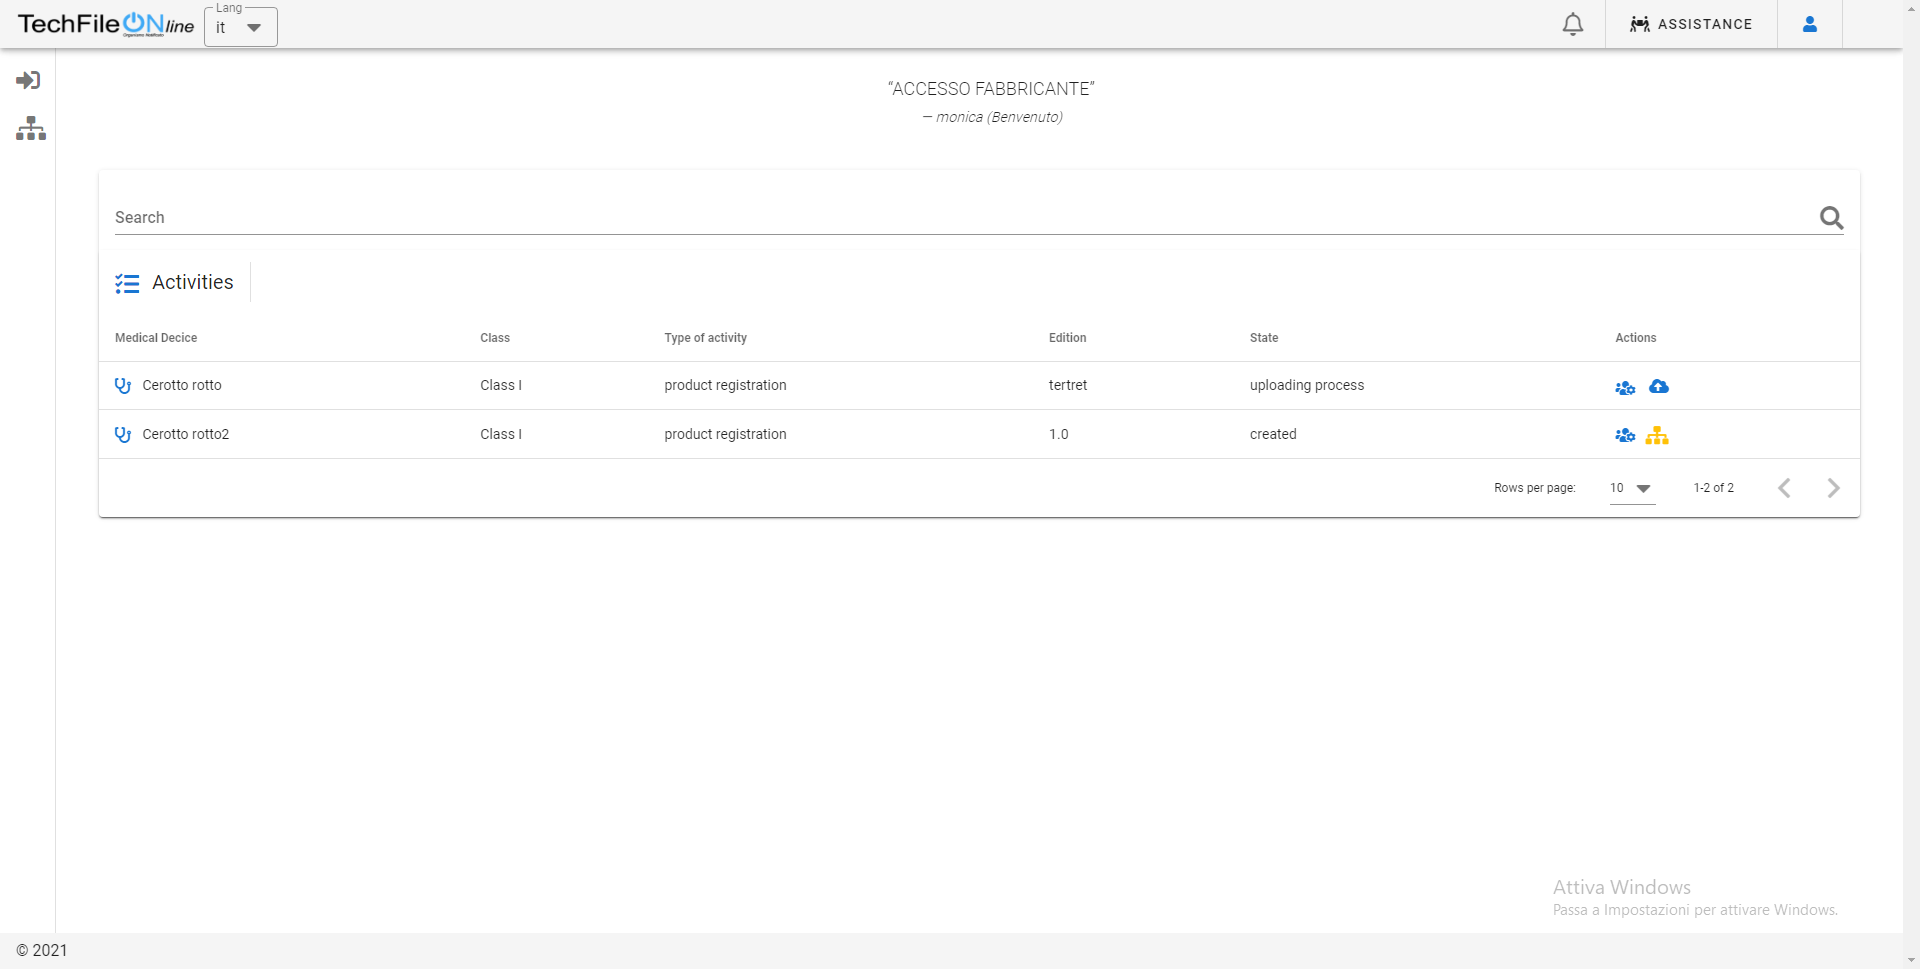 TechFileONline
Organismo Notificato
Lang
it
ASSISTANCE
“ACCESSO FABBRICANTE”
— monica (Benvenuto)
Search
Activities
Medical Decice Class Type of activity Edition State Actions
Cerotto rotto Class I product registration tertret uploading process
Cerotto rotto2 Class I product registration 1.0 created
Rows per page: 10 1-2 of 2
Attiva Windows
Passa a Impostazioni per attivare Windows.
© 2021